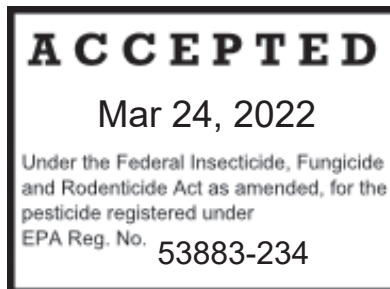 ACCEPTED
Mar 24, 2022
Under the Federal Insecticide, Fungicide
and Rodenticide Act as amended, for the
pesticide registered under
EPA Reg. No. 53883-234